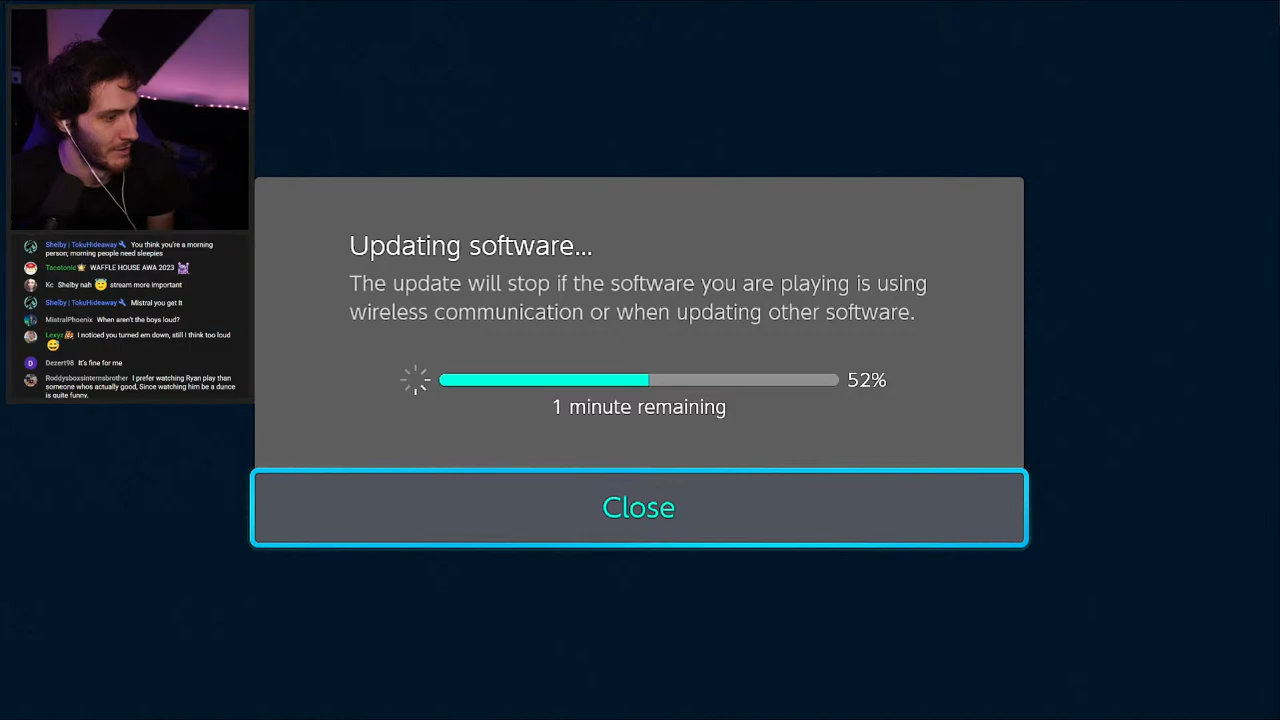 Shelby | TokuHideaway You think you're a morning
person; morning people need sleepies
Tacotonic WAFFLE HOUSE AWA 2023
Kc Shelby nah stream more important
Shelby | TokuHideaway Mistral you get it
MistralPhoenix When aren't the boys loud?
Lexyz I noticed you turned em down, still i think too loud
D Dezert98 It's fine for me
Roddysboxsinternsbrother I prefer watching Ryan play than
someone whos actually good, Since watching him be a dunce
is quite funny.
Updating software...
The update will stop if the software you are playing is using
wireless communication or when updating other software.
52%
1 minute remaining
Close